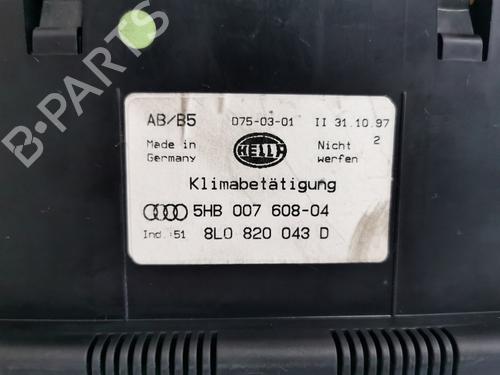 B-PARTS
AB/B5 D75-03-01 II 31.10.97
Made in Germany HELLA Nicht werfen 2
Klimabetätigung
5HB 007 608-04
Ind. :51 8L0 820 043 D